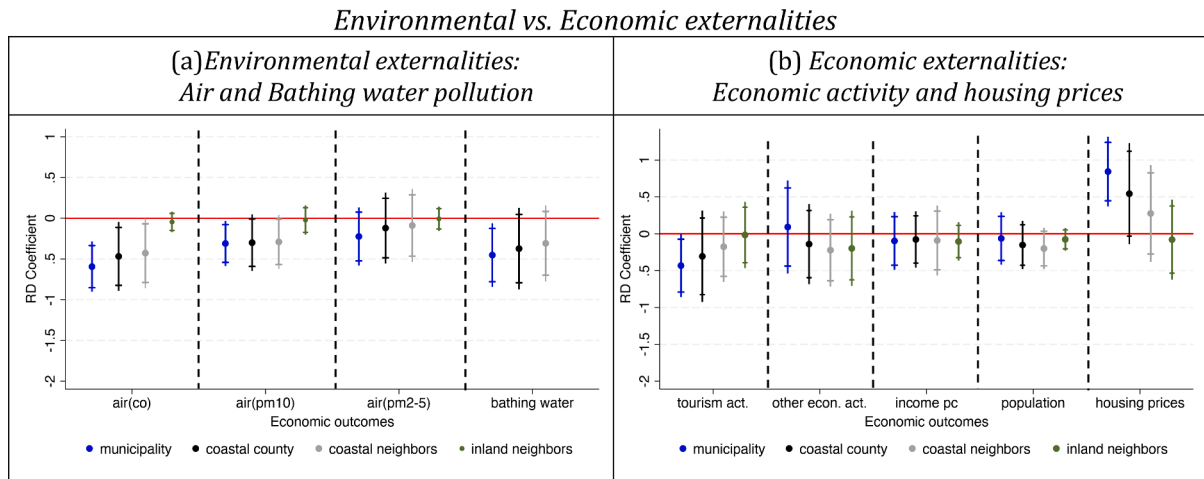 Environmental vs. Economic externalities
(a)Environmental externalities:
Air and Bathing water pollution
(b) Economic externalities:
Economic activity and housing prices
RD Coefficient
1
.5
0
.5
-1
-1.5
-2
air(co) air(pm10) air(pm2-5) bathing water
Economic outcomes
municipality coastal county coastal neighbors inland neighbors
RD Coefficient
1
.5
0
.5
-1
-1.5
-2
tourism act. other econ. act. income pc population housing prices
Economic outcomes
municipality coastal county coastal neighbors inland neighbors